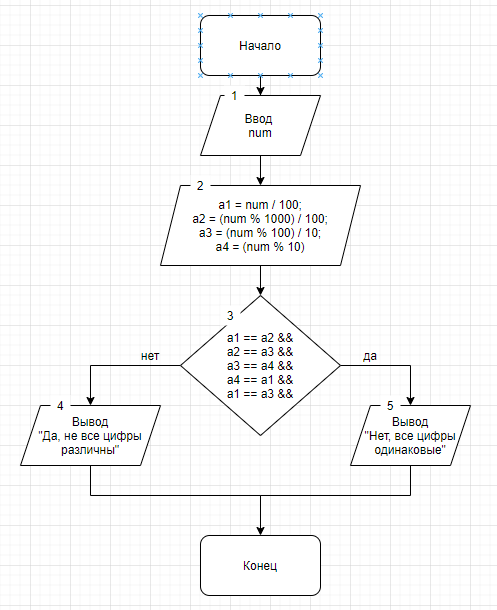 Начало
1
Ввод
num
2
a1 = num / 100;
a2 = (num % 1000) / 100;
a3 = (num % 100) / 10;
a4 = (num % 10)
3
a1 == a2 &&
a2 == a3 &&
a3 == a4 &&
a4 == a1 &&
a1 == a3 &&
нет
да
4
Вывод
"Да, не все цифры
различны"
5
Вывод
"Нет, все цифры
одинаковые"
Конец